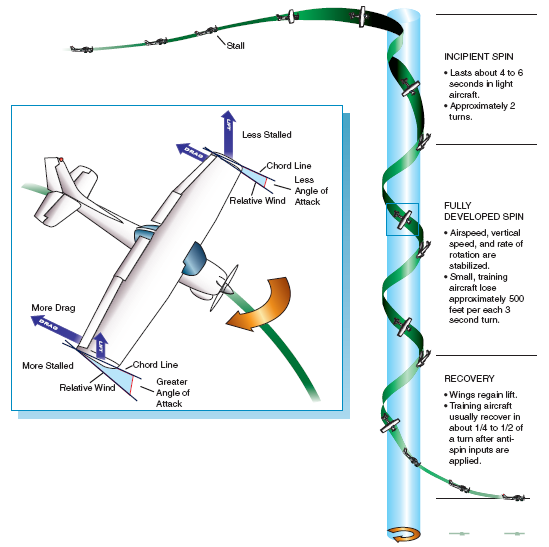 Stall
INCIPIENT SPIN
• Lasts about 4 to 6
seconds in light
aircraft.
• Approximately 2
turns.
LIFT
DRAG
Less Stalled
Chord Line
Less
Angle of
Attack
Relative Wind
FULLY
DEVELOPED SPIN
• Airspeed, vertical
speed, and rate of
rotation are
stabilized.
• Small, training
aircraft lose
approximately 500
feet per each 3
second turn.
More Drag
DRAG
LIFT
More Stalled
Chord Line
Relative Wind
Greater
Angle of
Attack
RECOVERY
• Wings regain lift.
• Training aircraft
usually recover in
about 1/4 to 1/2 of
a turn after anti-
spin inputs are
applied.